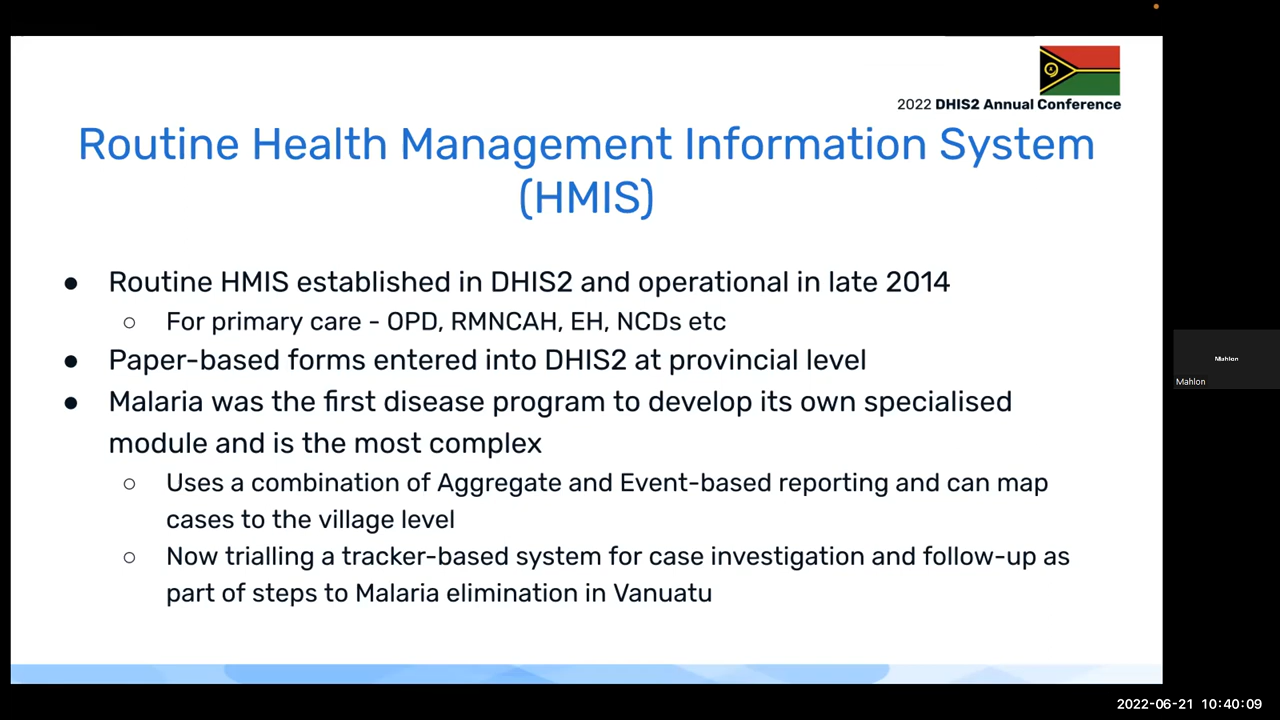 2022 DHIS2 Annual Conference
Routine Health Management Information System
(HMIS)
● Routine HMIS established in DHIS2 and operational in late 2014
○ For primary care - OPD, RMNCAH, EH, NCDs etc
● Paper-based forms entered into DHIS2 at provincial level
● Malaria was the first disease program to develop its own specialised
module and is the most complex
○ Uses a combination of Aggregate and Event-based reporting and can map
cases to the village level
○ Now trialling a tracker-based system for case investigation and follow-up as
part of steps to Malaria elimination in Vanuatu
Mahlon
Mahlon
2022-06-21 10:40:09